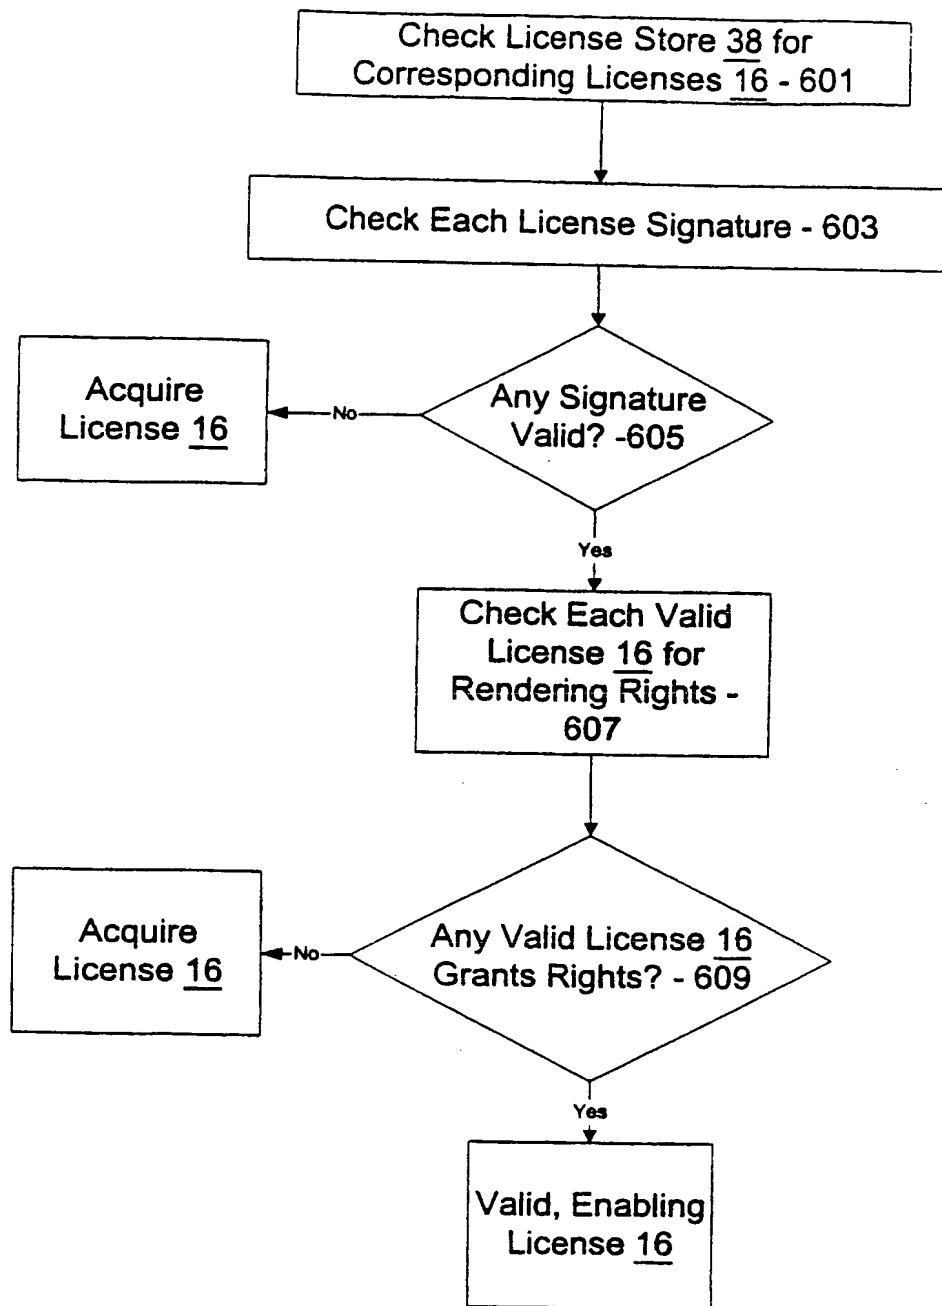 Check License Store 38 for
Corresponding Licenses 16 - 601
Check Each License Signature - 603
Acquire
License 16
No
Any Signature
Valid? -605
Yes
Check Each Valid
License 16 for
Rendering Rights -
607
Acquire
License 16
No
Any Valid License 16
Grants Rights? - 609
Yes
Valid, Enabling
License 16